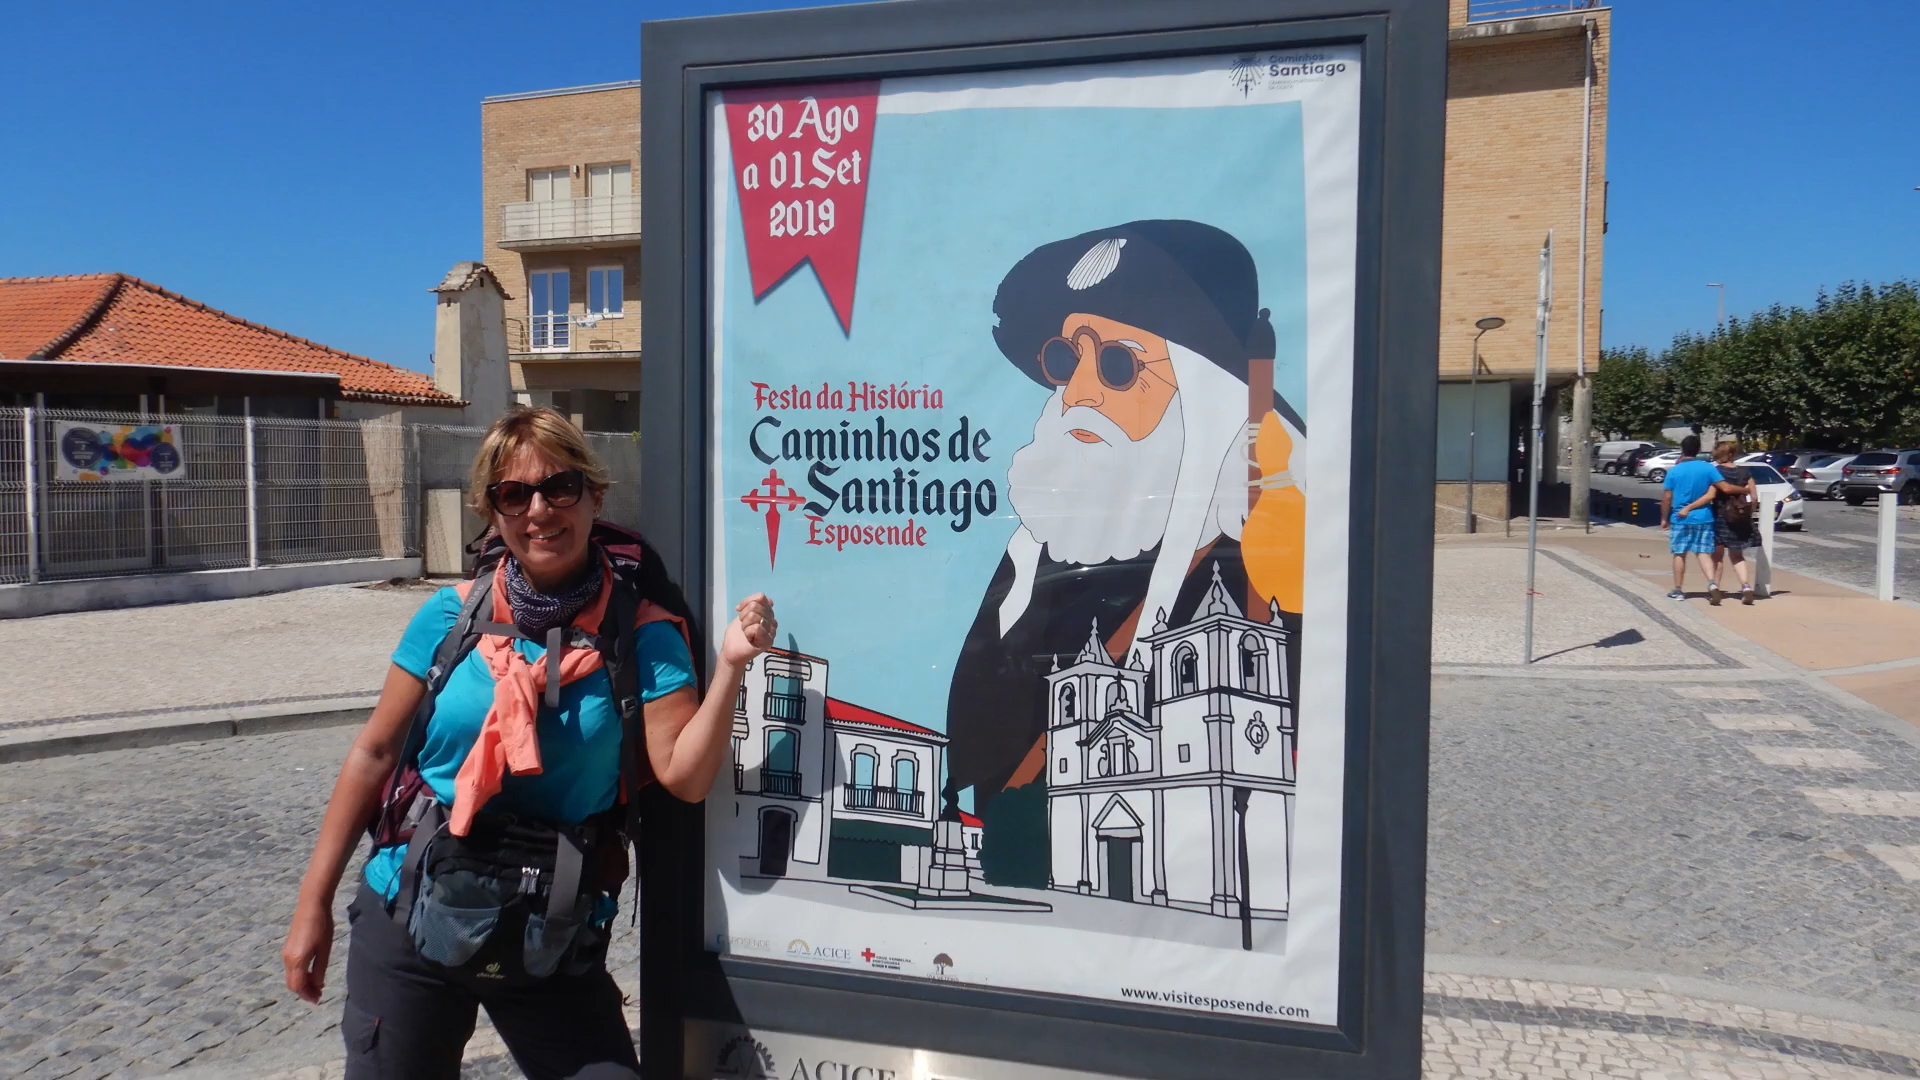 Caminhos
Santiago
30 Ago
a 01 Set
2019
Festa da História
Caminhos de
Santiago
Esposende
ACICE
www.visitesposende.com
deuter
ACICE